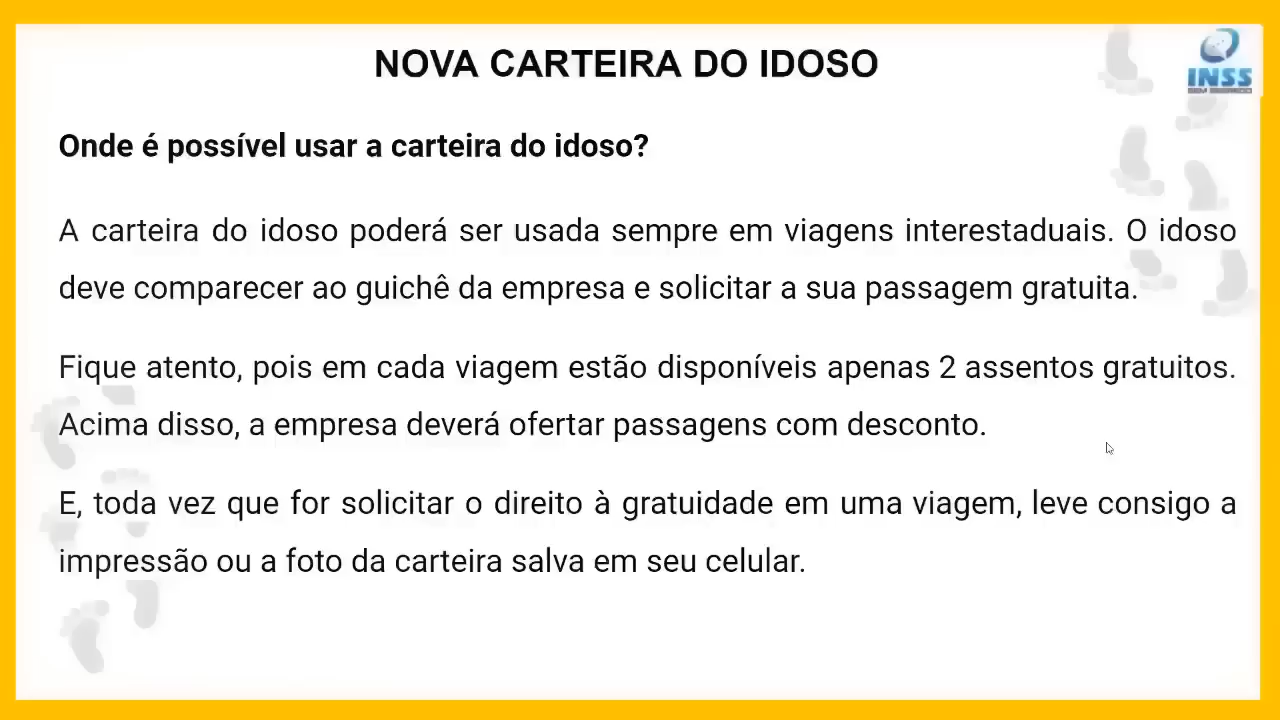 NOVA CARTEIRA DO IDOSO
INSS
Onde é possível usar a carteira do idoso?
A carteira do idoso poderá ser usada sempre em viagens interestaduais. O idoso
deve comparecer ao guichê da empresa e solicitar a sua passagem gratuita.
Fique atento, pois em cada viagem estão disponíveis apenas 2 assentos gratuitos.
Acima disso, a empresa deverá ofertar passagens com desconto.
E, toda vez que for solicitar o direito à gratuidade em uma viagem, leve consigo a
impressão ou a foto da carteira salva em seu celular.